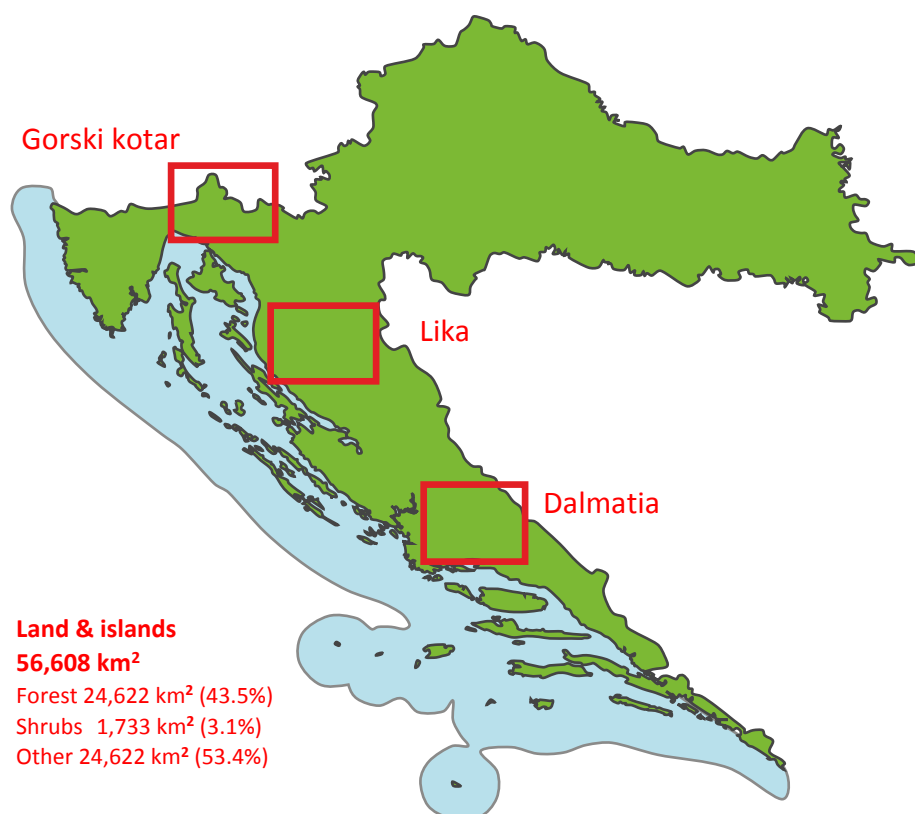 Gorski kotar
Lika
Dalmatia
Land & islands
56,608 km²
Forest 24,622 km² (43.5%)
Shrubs 1,733 km² (3.1%)
Other 24,622 km² (53.4%)